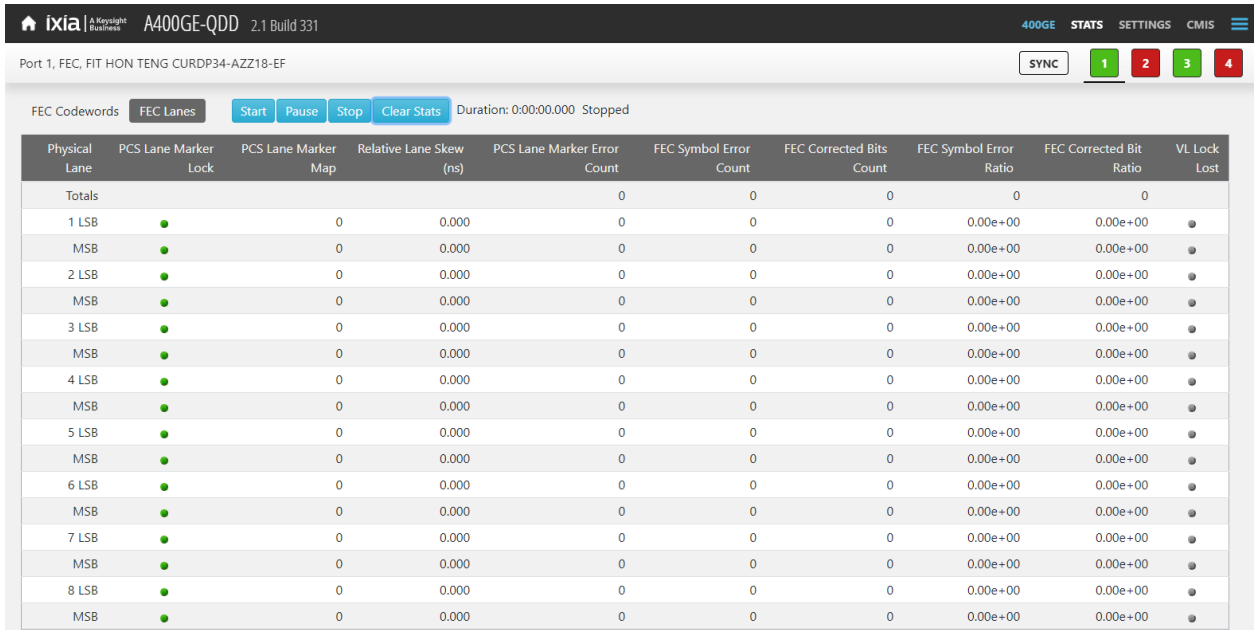 ixia A Keysight Business A400GE-QDD 2.1 Build 331 400GE STATS SETTINGS CMIS
Port 1, FEC, FIT HON TENG CURDP34-AZZ18-EF SYNC 1 2 3 4
FEC Codewords FEC Lanes Start Pause Stop Clear Stats Duration: 0:00:00.000 Stopped
Physical Lane PCS Lane Marker Lock PCS Lane Marker Map Relative Lane Skew (ns) PCS Lane Marker Error Count FEC Symbol Error Count FEC Corrected Bits Count FEC Symbol Error Ratio FEC Corrected Bit Ratio VL Lock Lost
Totals 0 0 0 0 0
1 LSB 0 0.000 0 0 0 0.00e+00 0.00e+00
MSB 0 0.000 0 0 0 0.00e+00 0.00e+00
2 LSB 0 0.000 0 0 0 0.00e+00 0.00e+00
MSB 0 0.000 0 0 0 0.00e+00 0.00e+00
3 LSB 0 0.000 0 0 0 0.00e+00 0.00e+00
MSB 0 0.000 0 0 0 0.00e+00 0.00e+00
4 LSB 0 0.000 0 0 0 0.00e+00 0.00e+00
MSB 0 0.000 0 0 0 0.00e+00 0.00e+00
5 LSB 0 0.000 0 0 0 0.00e+00 0.00e+00
MSB 0 0.000 0 0 0 0.00e+00 0.00e+00
6 LSB 0 0.000 0 0 0 0.00e+00 0.00e+00
MSB 0 0.000 0 0 0 0.00e+00 0.00e+00
7 LSB 0 0.000 0 0 0 0.00e+00 0.00e+00
MSB 0 0.000 0 0 0 0.00e+00 0.00e+00
8 LSB 0 0.000 0 0 0 0.00e+00 0.00e+00
MSB 0 0.000 0 0 0 0.00e+00 0.00e+00